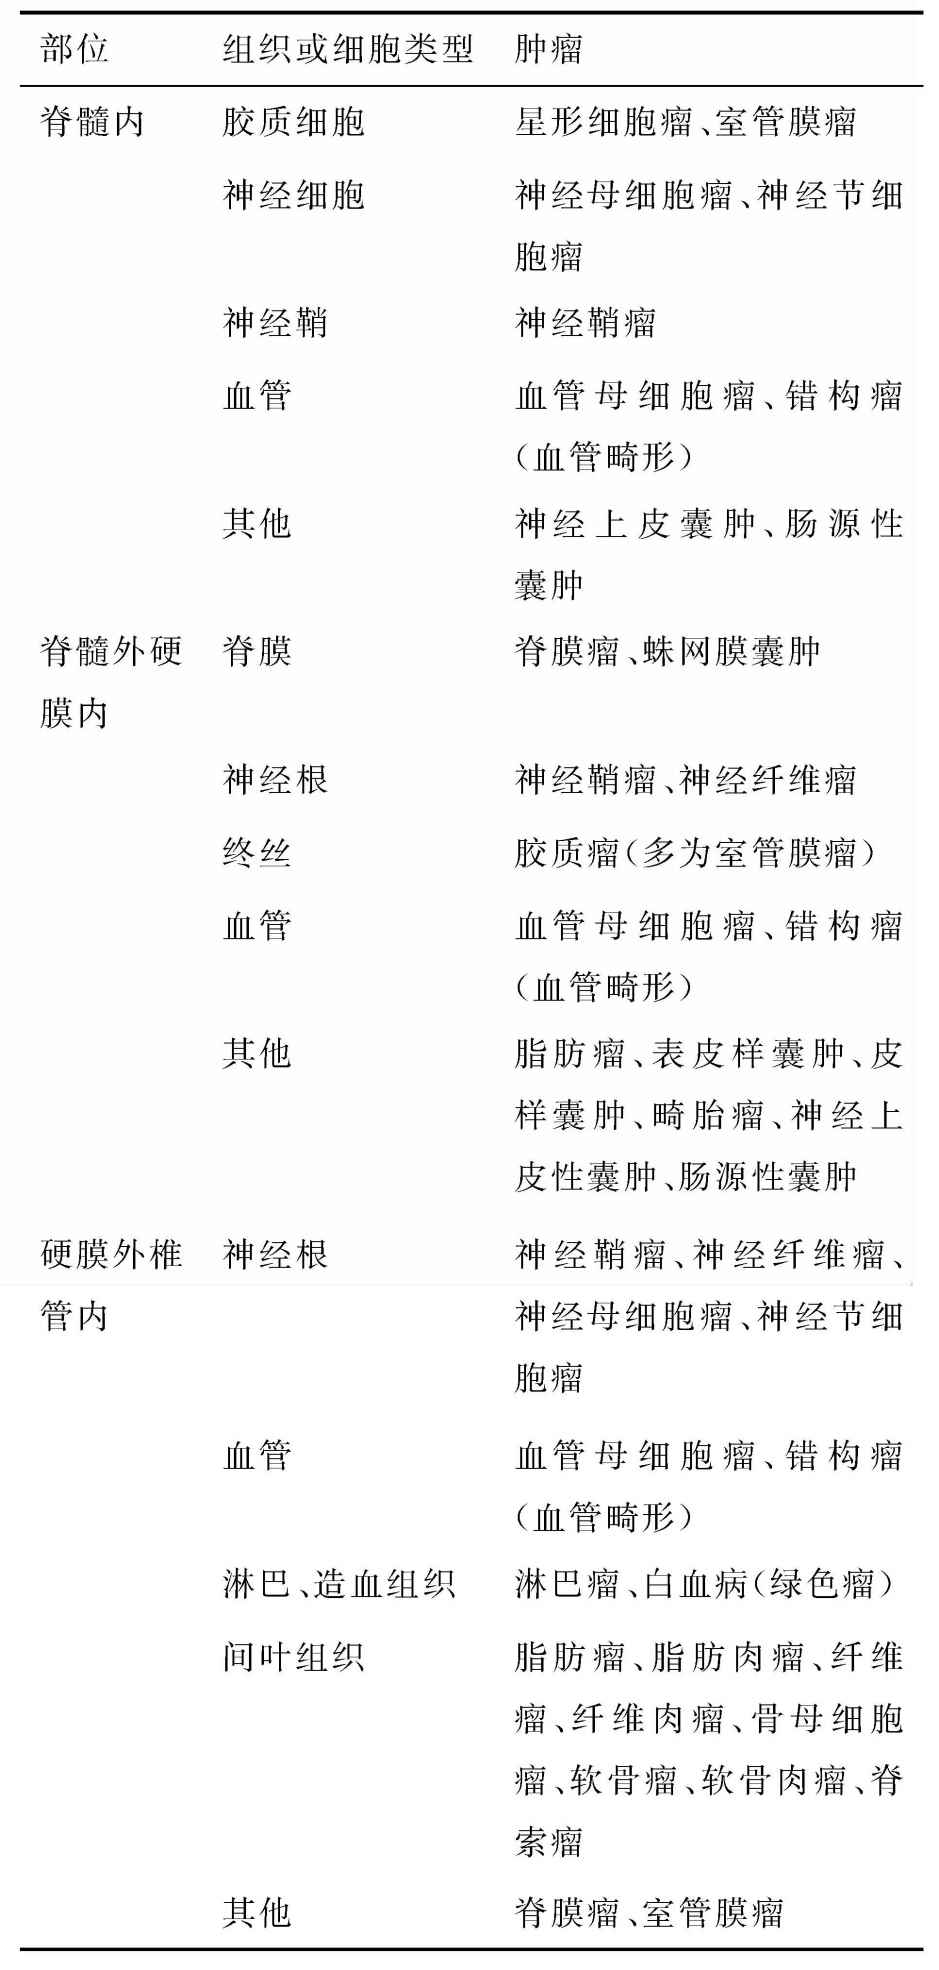 部位 组织或细胞类型 肿瘤
脊髓内 胶质细胞 星形细胞瘤、室管膜瘤
神经细胞 神经母细胞瘤、神经节细
胞瘤
神经鞘 神经鞘瘤
血管 血管母细胞瘤、错构瘤
(血管畸形)
其他 神经上皮囊肿、肠源性
囊肿
脊髓外硬 脊膜 脊膜瘤、蛛网膜囊肿
膜内
神经根 神经鞘瘤、神经纤维瘤
终丝 胶质瘤(多为室管膜瘤)
血管 血管母细胞瘤、错构瘤
(血管畸形)
其他 脂肪瘤、表皮样囊肿、皮
样囊肿、畸胎瘤、神经上
皮性囊肿、肠源性囊肿
硬膜外椎 神经根 神经鞘瘤、神经纤维瘤、
管内 神经母细胞瘤、神经节细
胞瘤
血管 血管母细胞瘤、错构瘤
(血管畸形)
淋巴、造血组织 淋巴瘤、白血病(绿色瘤)
间叶组织 脂肪瘤、脂肪肉瘤、纤维
瘤、纤维肉瘤、骨母细胞
瘤、软骨瘤、软骨肉瘤、脊
索瘤
其他 脊膜瘤、室管膜瘤